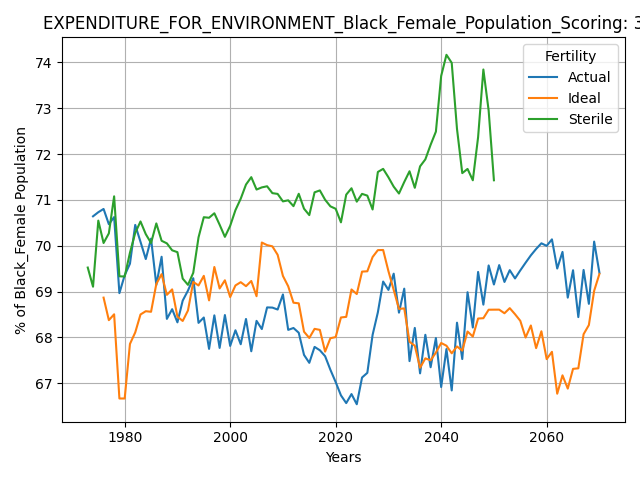 EXPENDITURE_FOR_ENVIRONMENT_Black_Female_Population_Scoring: 3
Fertility
Actual
Ideal
Sterile
% of Black_Female Population
74
73
72
71
70
69
68
67
1980 2000 2020 2040 2060
Years